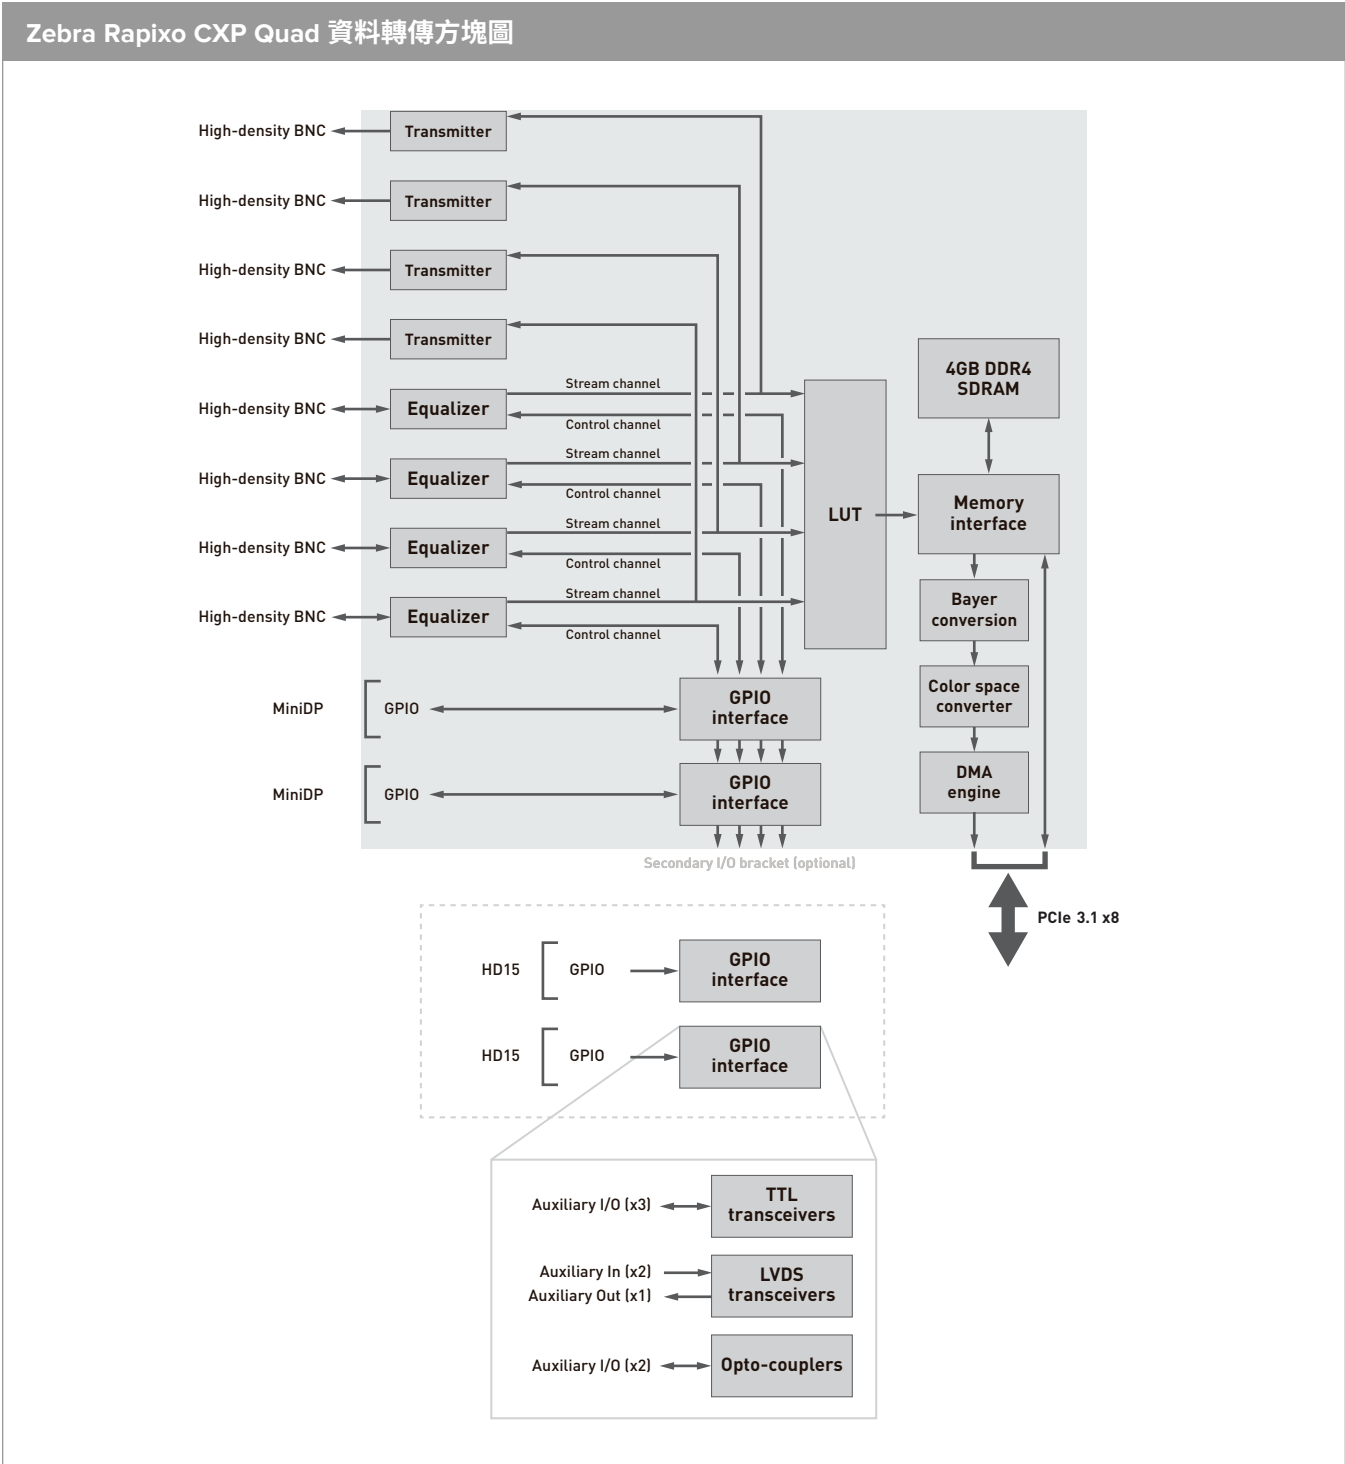 Zebra Rapixo CXP Quad 資料轉傳方塊圖
High-density BNC
Transmitter
High-density BNC
Transmitter
High-density BNC
Transmitter
High-density BNC
Transmitter
4GB DDR4
SDRAM
Stream channel
High-density BNC
Equalizer
Control channel
Stream channel
High-density BNC
Equalizer
Control channel
LUT
Memory
interface
Stream channel
High-density BNC
Equalizer
Control channel
Stream channel
High-density BNC
Equalizer
Control channel
Bayer
conversion
MiniDP
GPIO
GPIO
interface
Color space
converter
MiniDP
GPIO
GPIO
interface
DMA
engine
Secondary I/O bracket (optional)
PCIe 3.1 x8
HD15
GPIO
GPIO
interface
HD15
GPIO
GPIO
interface
Auxiliary I/O (x3)
TTL
transceivers
Auxiliary In (x2)
Auxiliary Out (x1)
LVDS
transceivers
Auxiliary I/O (x2)
Opto-couplers